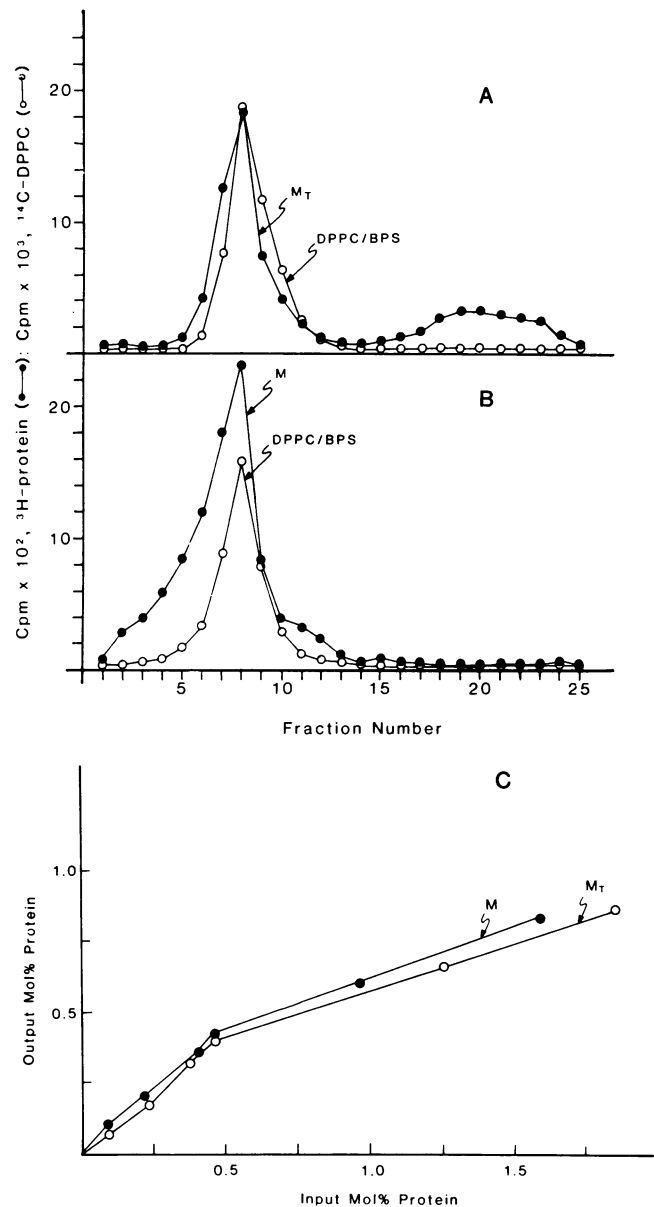 Cpm x 10², ³H-protein (●—●): Cpm x 10³, ¹⁴C-DPPC (○—○)
20
10
A
M_T
DPPC/BPS
20
10
B
M
DPPC/BPS
5 10 15 20 25
Fraction Number
C
Output Mol% Protein
1.0
0.5
M
M_T
0.5 1.0 1.5
Input Mol% Protein